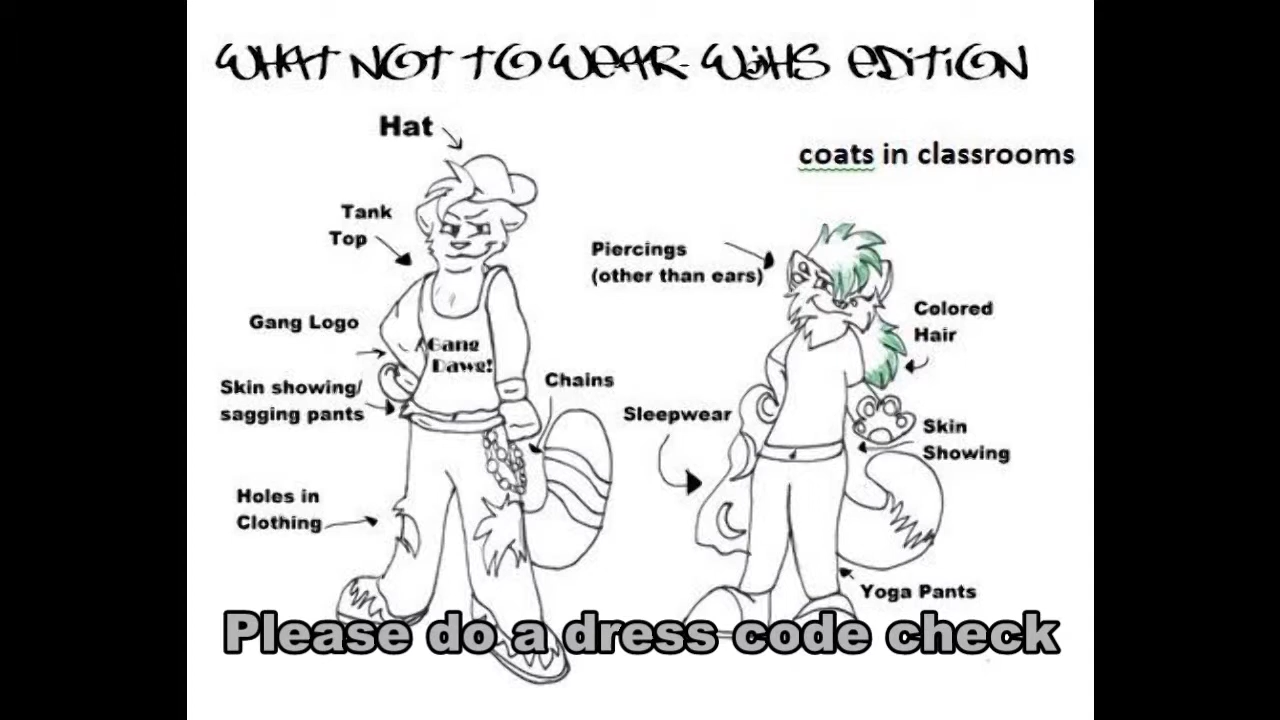 WHAT NOT TO WEAR- WJHS EDITION
Hat
coats in classrooms
Tank
Top
Piercings
(other than ears)
Gang Logo
Colored
Hair
Gang
Dawg!
Skin showing/
sagging pants
Chains
Sleepwear
Skin
Showing
Holes in
Clothing
Yoga Pants
Please do a dress code check